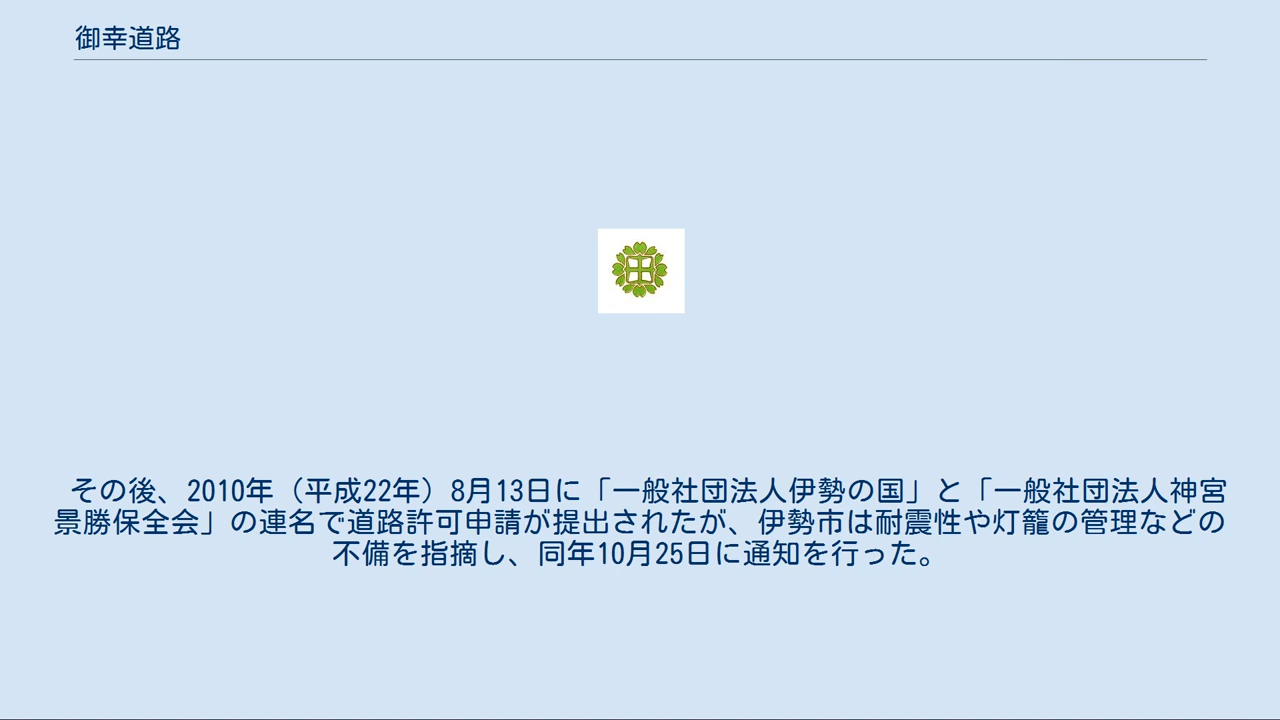 御幸道路
その後、2010年（平成22年）8月13日に「一般社団法人伊勢の国」と「一般社団法人神宮
景勝保全会」の連名で道路許可申請が提出されたが、伊勢市は耐震性や灯籠の管理などの
不備を指摘し、同年10月25日に通知を行った。